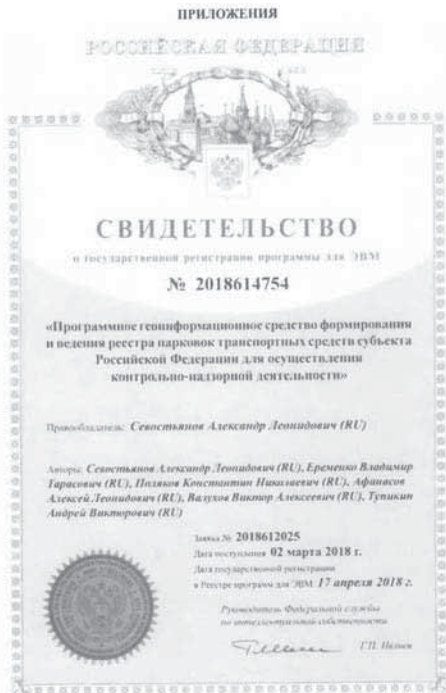 ПРИЛОЖЕНИЯ
РОССИЙСКАЯ ФЕДЕРАЦИЯ
СВИДЕТЕЛЬСТВО
о государственной регистрации программы для ЭВМ
№ 2018614754
«Программное геоинформационное средство формирования
и ведения реестра парковок транспортных средств субъекта
Российской Федерации для осуществления
контрольно-надзорной деятельности»
Правообладатель: Севостьянов Александр Леонидович (RU)
Авторы: Севостьянов Александр Леонидович (RU), Еременко Владимир
Тарасович (RU), Поляков Константин Николаевич (RU), Афанасов
Алексей Леонидович (RU), Валухов Виктор Алексеевич (RU), Тупикин
Андрей Викторович (RU)
Заявка № 2018612025
Дата поступления 02 марта 2018 г.
Дата государственной регистрации
в Реестре программ для ЭВМ 17 апреля 2018 г.
Руководитель Федеральной службы
по интеллектуальной собственности
Г.П. Ивлиев